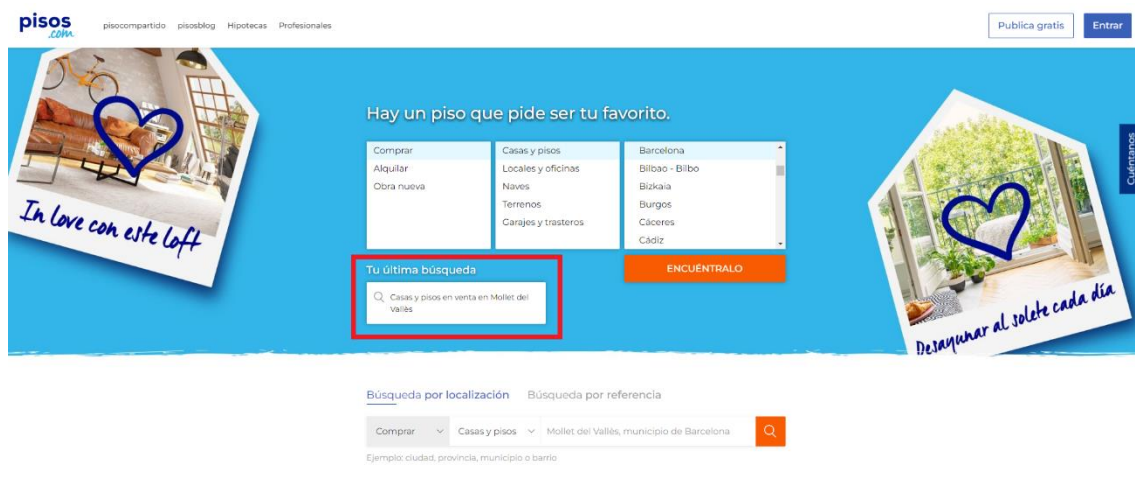 pisos
.com
pisocompartido pisosblog Hipotecas Profesionales
Publica gratis
Entrar
Cuéntanos
Hay un piso que pide ser tu favorito.
Comprar
Alquilar
Obra nueva
Casas y pisos
Locales y oficinas
Naves
Terrenos
Garajes y trasteros
Barcelona
Bilbao - Bilbo
Bizkaia
Burgos
Cáceres
Cádiz
In love con este loft
Tu última búsqueda
Casas y pisos en venta en Mollet del
Vallès
ENCUÉNTRALO
Desayunar al solete cada día
Búsqueda por localización Búsqueda por referencia
Comprar Casas y pisos Mollet del Vallès, municipio de Barcelona
Ejemplo: ciudad, provincia, municipio o barrio